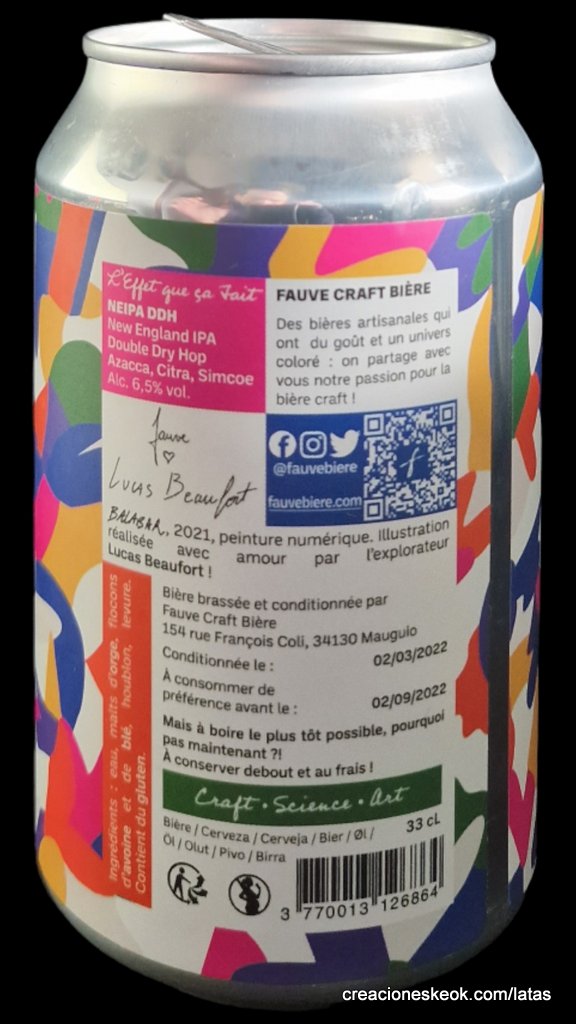 L'Effet que ça Fait
NEIPA DDH
New England IPA
Double Dry Hop
Azacca, Citra, Simcoe
Alc. 6,5% vol.
FAUVE CRAFT BIÈRE
Des bières artisanales qui
ont du goût et un univers
coloré : on partage avec
vous notre passion pour la
bière craft !
@fauvebiere
fauvebiere.com
fauve
LUCAS BEAUFORT
BALABAR, 2021, peinture numérique. Illustration
réalisée avec amour par l'explorateur
Lucas Beaufort !
Ingrédients : eau, malts d'orge, flocons
d'avoine et de blé, houblon, levure.
Contient du gluten.
Bière brassée et conditionnée par
Fauve Craft Bière
154 rue François Coli, 34130 Mauguio
Conditionnée le : 02/03/2022
À consommer de
préférence avant le : 02/09/2022
Mais à boire le plus tôt possible, pourquoi
pas maintenant ?!
À conserver debout et au frais !
Craft • Science • Art
Bière / Cerveza / Cerveja / Bier / Øl / 33 cL
Öl / Olut / Pivo / Birra
3 770013 126864
creacioneskeok.com/latas